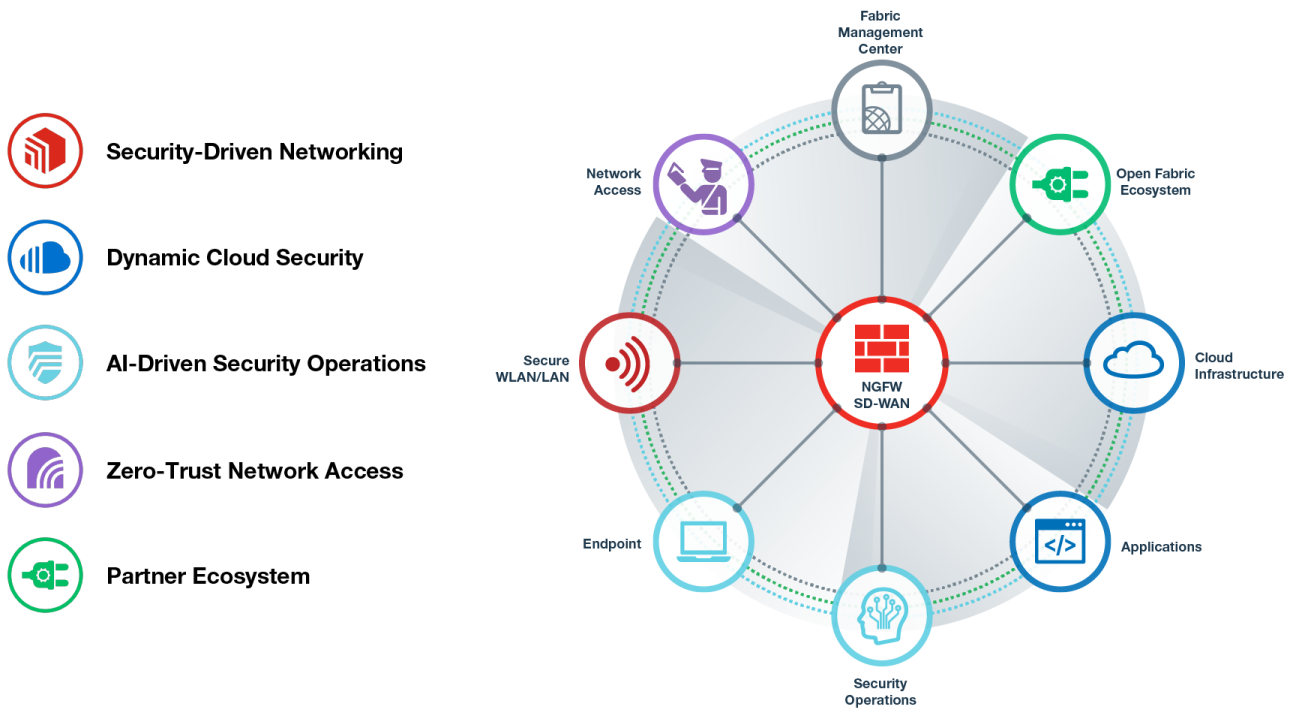 Security-Driven Networking
Dynamic Cloud Security
AI-Driven Security Operations
Zero-Trust Network Access
Partner Ecosystem
Fabric
Management
Center
Network
Access
Open Fabric
Ecosystem
Secure
WLAN/LAN
NGFW
SD-WAN
Cloud
Infrastructure
Endpoint
</>
Applications
Security
Operations